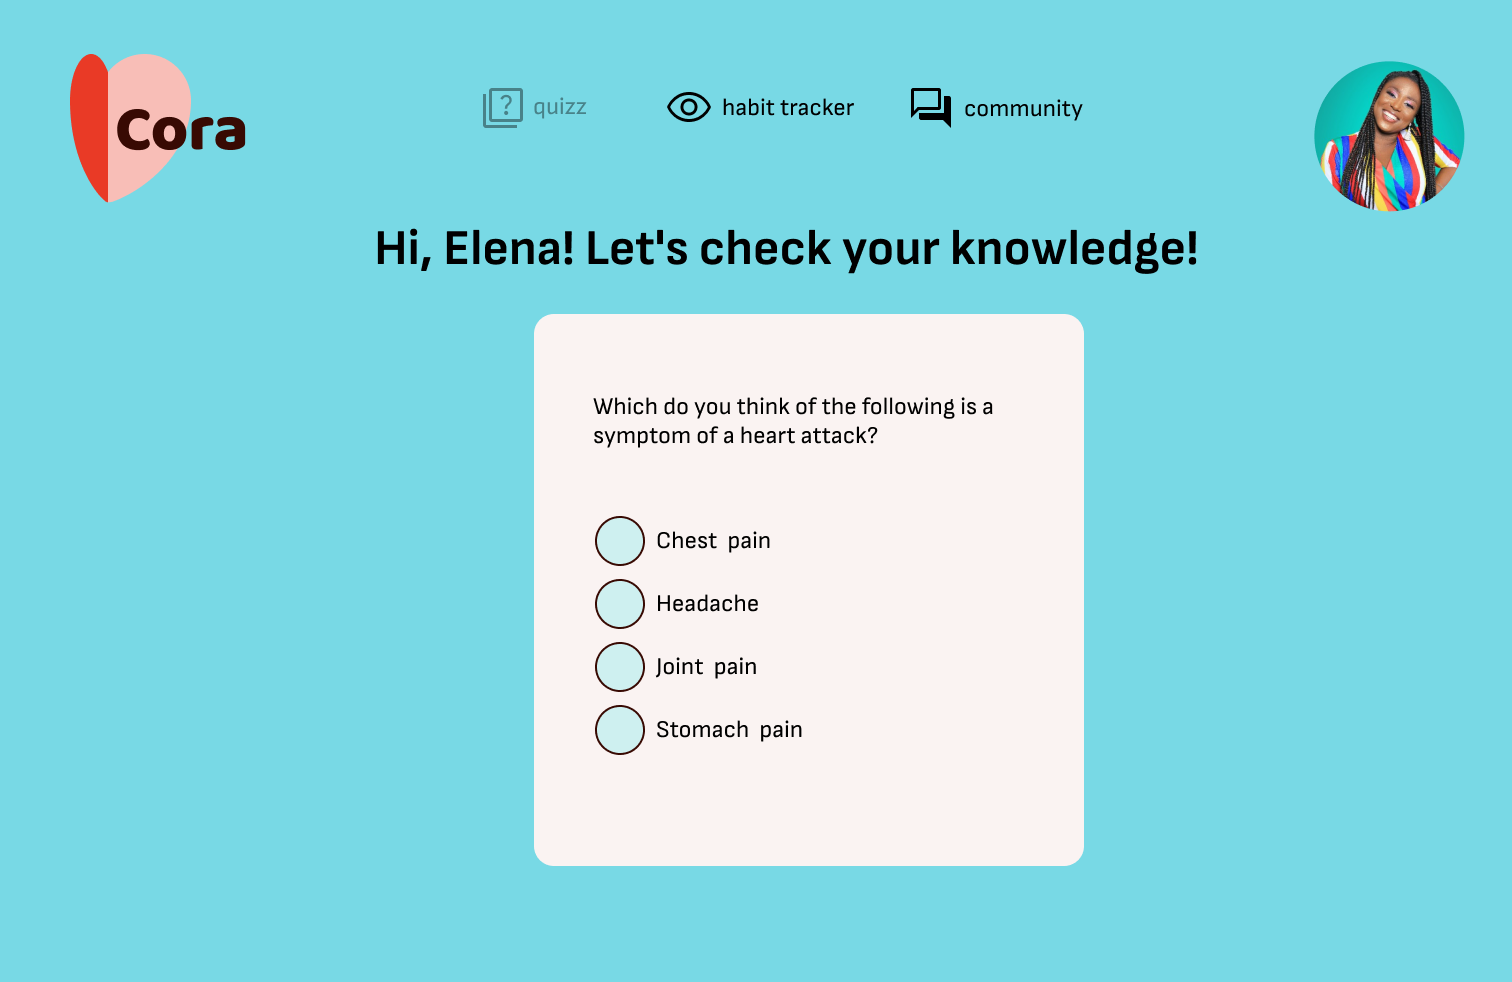 Cora
? quizz
habit tracker
community
Hi, Elena! Let's check your knowledge!
Which do you think of the following is a
symptom of a heart attack?
Chest pain
Headache
Joint pain
Stomach pain